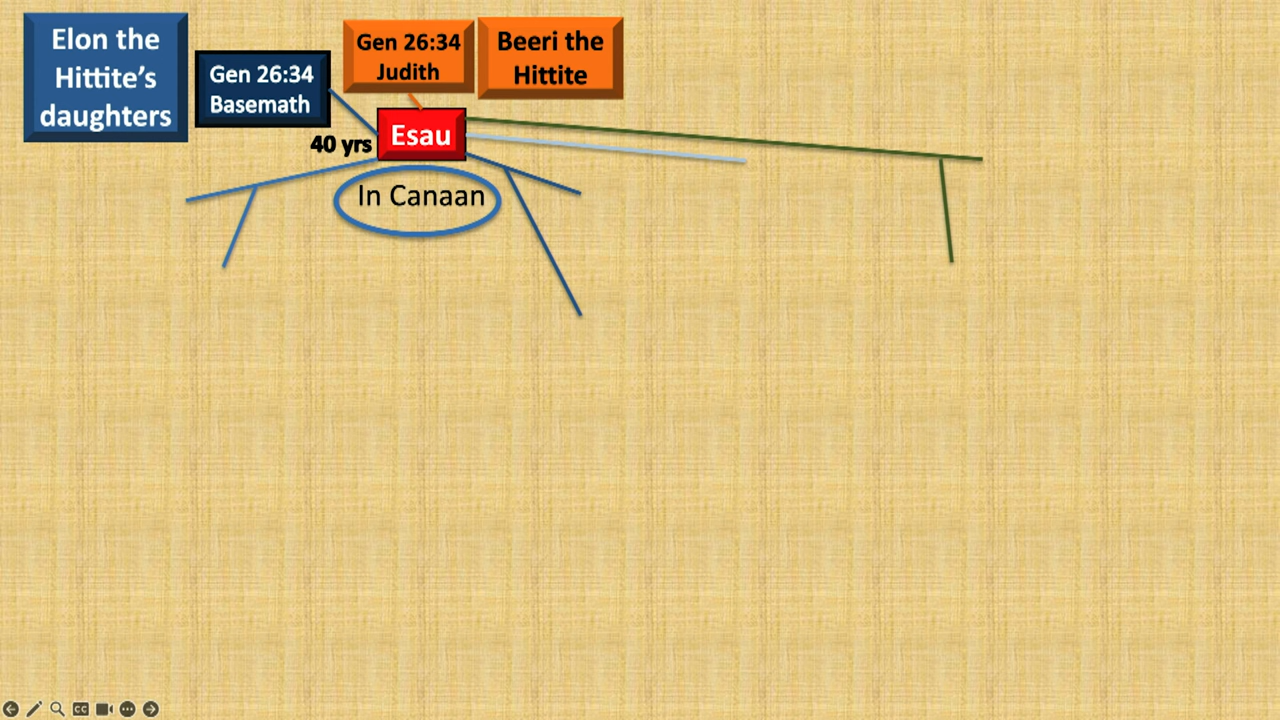 Elon the
Hittite's
daughters
Gen 26:34
Basemath
Gen 26:34
Judith
Beeri the
Hittite
Esau
40 yrs
In Canaan
CC